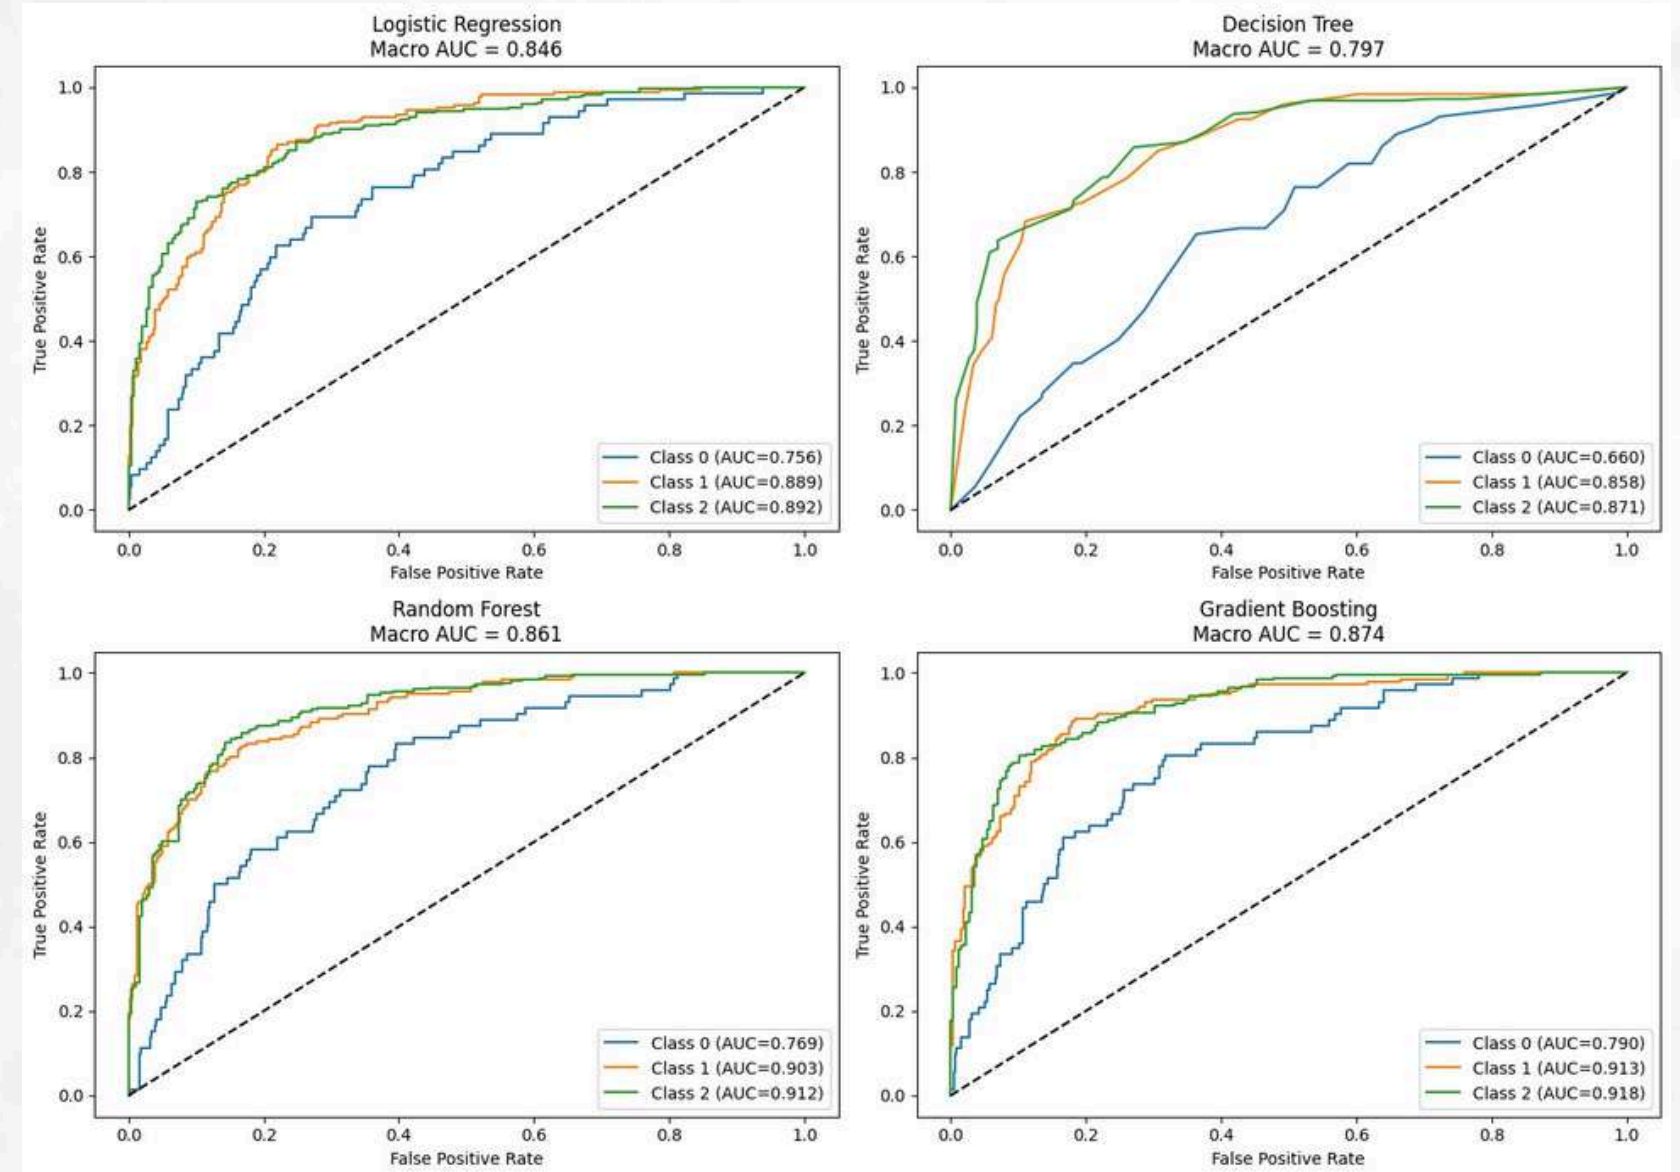 Logistic Regression
Macro AUC = 0.846
1.0
0.8
0.6
0.4
0.2
0.0
True Positive Rate
Class 0 (AUC=0.756)
Class 1 (AUC=0.889)
Class 2 (AUC=0.892)
0.0 0.2 0.4 0.6 0.8 1.0
False Positive Rate
Decision Tree
Macro AUC = 0.797
1.0
0.8
0.6
0.4
0.2
0.0
True Positive Rate
Class 0 (AUC=0.660)
Class 1 (AUC=0.858)
Class 2 (AUC=0.871)
0.0 0.2 0.4 0.6 0.8 1.0
False Positive Rate
Random Forest
Macro AUC = 0.861
1.0
0.8
0.6
0.4
0.2
0.0
True Positive Rate
Class 0 (AUC=0.769)
Class 1 (AUC=0.903)
Class 2 (AUC=0.912)
0.0 0.2 0.4 0.6 0.8 1.0
False Positive Rate
Gradient Boosting
Macro AUC = 0.874
1.0
0.8
0.6
0.4
0.2
0.0
True Positive Rate
Class 0 (AUC=0.790)
Class 1 (AUC=0.913)
Class 2 (AUC=0.918)
0.0 0.2 0.4 0.6 0.8 1.0
False Positive Rate